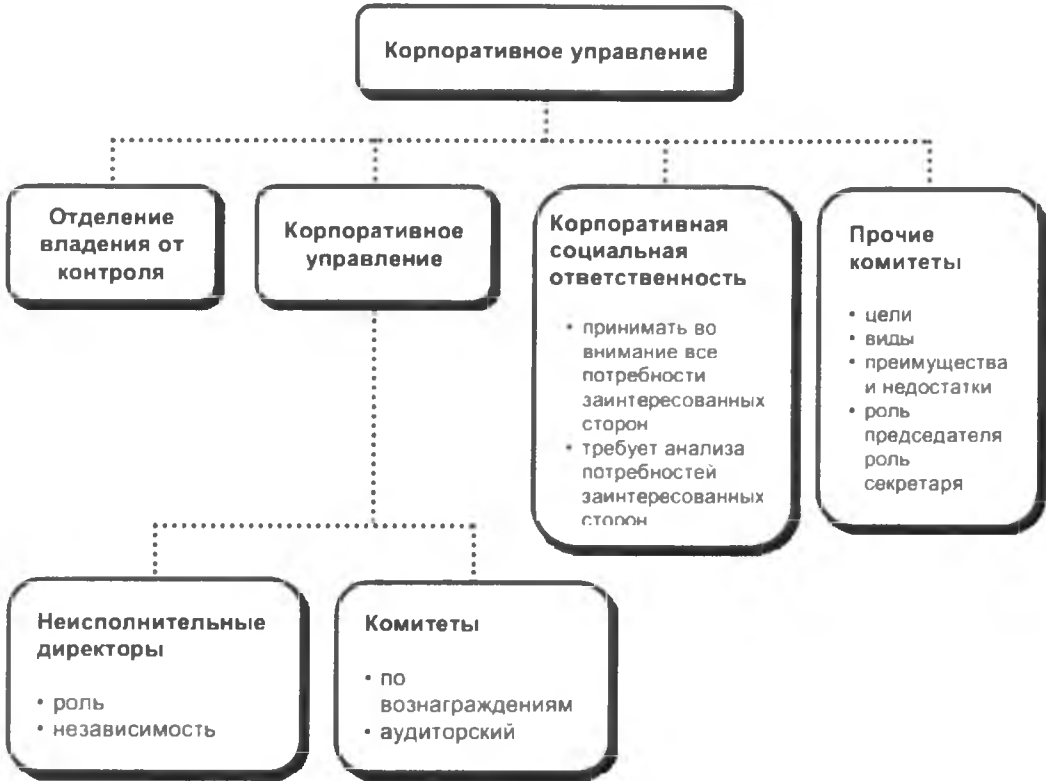 Корпоративное управление
Отделение
владения от
контроля
Корпоративное
управление
Корпоративная
социальная
ответственность
• принимать во
внимание все
потребности
заинтересованных
сторон
• требует анализа
потребностей
заинтересованных
сторон
Прочие
комитеты
• цели
• виды
• преимущества
и недостатки
• роль
председателя
роль
секретаря
Неисполнительные
директоры
• роль
• независимость
Комитеты
• по
вознаграждениям
• аудиторский